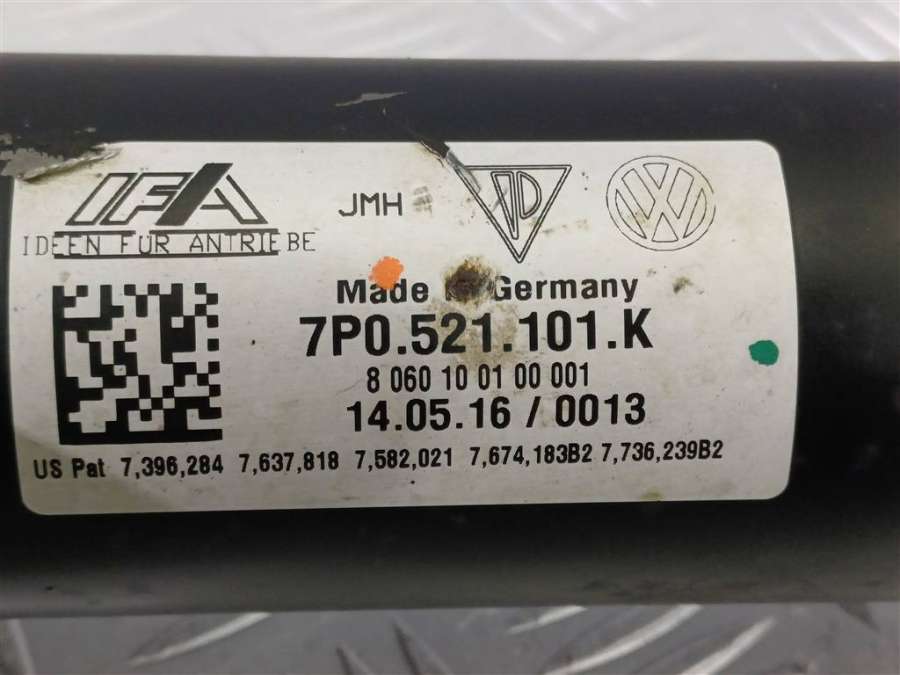 IFA
IDEEN FÜR ANTRIEBE
JMH
Made Germany
7P0.521.101.K
8 060 10 01 00 001
14.05.16 / 0013
US Pat 7,396,284 7,637,818 7,582,021 7,674,183B2 7,736,239B2